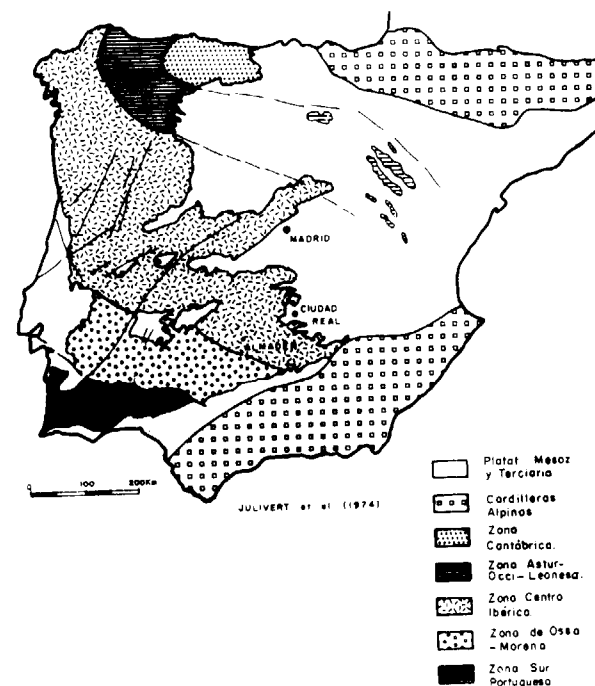 MADRID
CIUDAD
REAL
ALMADEN
0 100 200Km
JULIVERT et al (1974)
Platat Mesoz
y Terciaria
Cordilleras
Alpinas
Zona
Cantábrica.
Zona Astur-
Occi-Leonesa.
Zona Centro
Ibérica
Zona de Ossa
-Morena
Zona Sur
Portuguesa